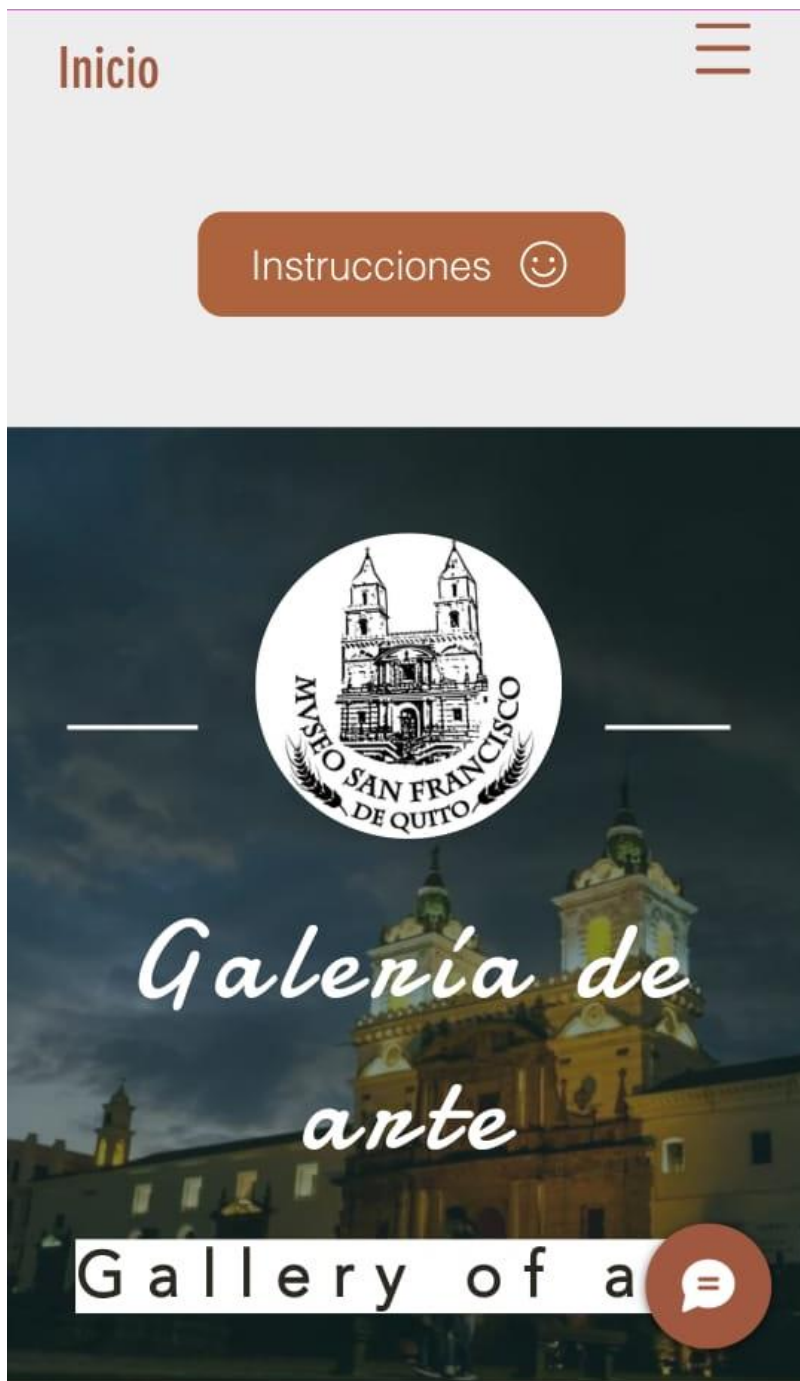 Inicio
Instrucciones
MVSEO SAN FRANCISCO
DE QUITO
Galería de
arte
Gallery of a